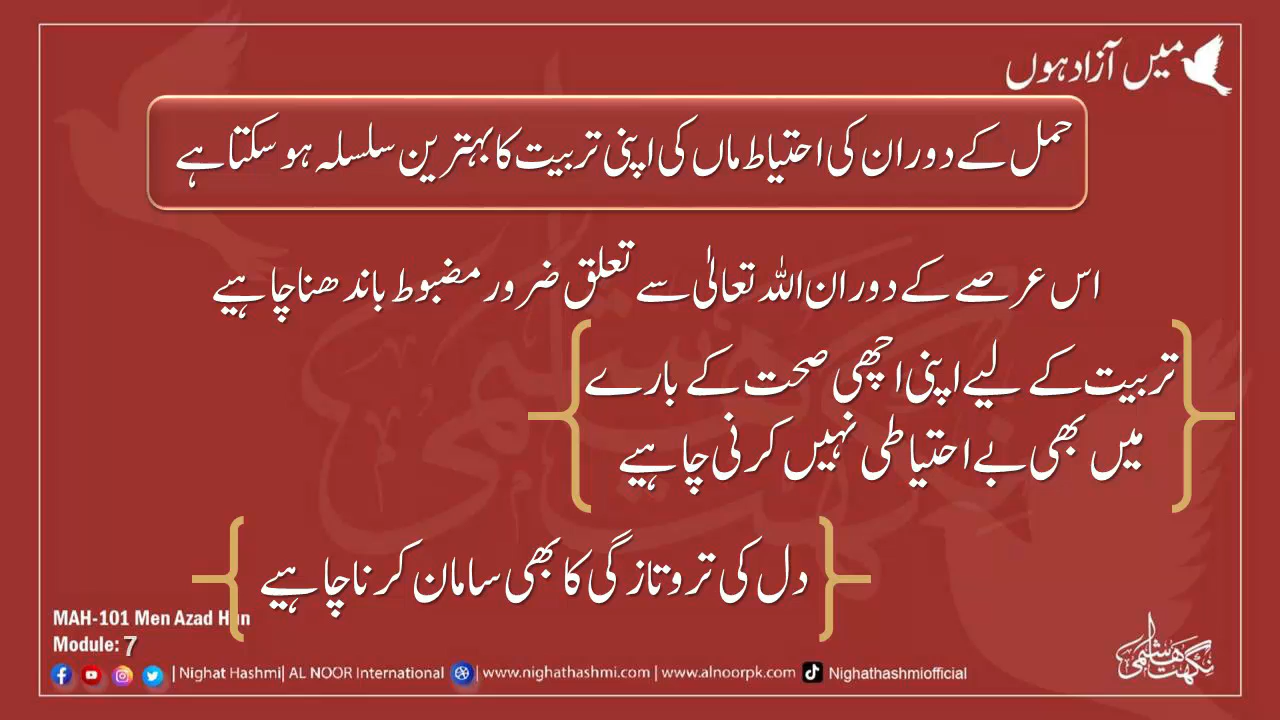 میں آزاد ہوں
حمل کے دوران کی احتیاط ماں کی اپنی تربیت کا بہترین سلسلہ ہو سکتا ہے
اس عرصے کے دوران اللہ تعالیٰ سے تعلق ضرور مضبوط باندھنا چاہیے
تربیت کے لیے اپنی اچھی صحت کے بارے
میں بھی بے احتیاطی نہیں کرنی چاہیے
دل کی تروتازگی کا بھی سامان کرنا چاہیے
MAH-101 Men Azad Hun
Module: 7
| Nighat Hashmi| AL NOOR International | www.nighathashmi.com | www.alnoorpk.com Nighathashmiofficial
نگہت ہاشمی